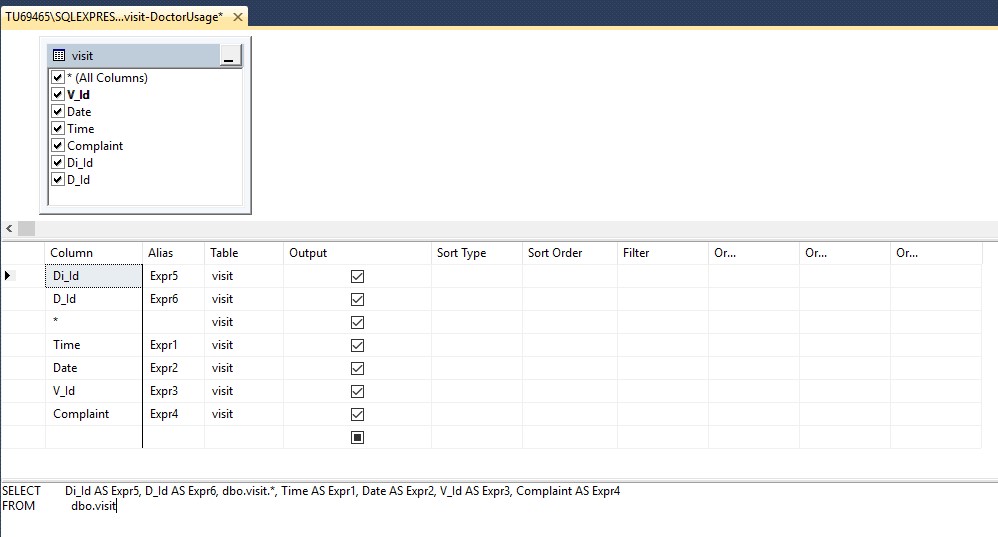 TU69465\SQLEXPRES...visit-DoctorUsage*
visit
* (All Columns)
V_Id
Date
Time
Complaint
Di_Id
D_Id
Column Alias Table Output Sort Type Sort Order Filter Or... Or... Or...
Di_Id Expr5 visit
D_Id Expr6 visit
* visit
Time Expr1 visit
Date Expr2 visit
V_Id Expr3 visit
Complaint Expr4 visit
SELECT Di_Id AS Expr5, D_Id AS Expr6, dbo.visit.*, Time AS Expr1, Date AS Expr2, V_Id AS Expr3, Complaint AS Expr4
FROM dbo.visit